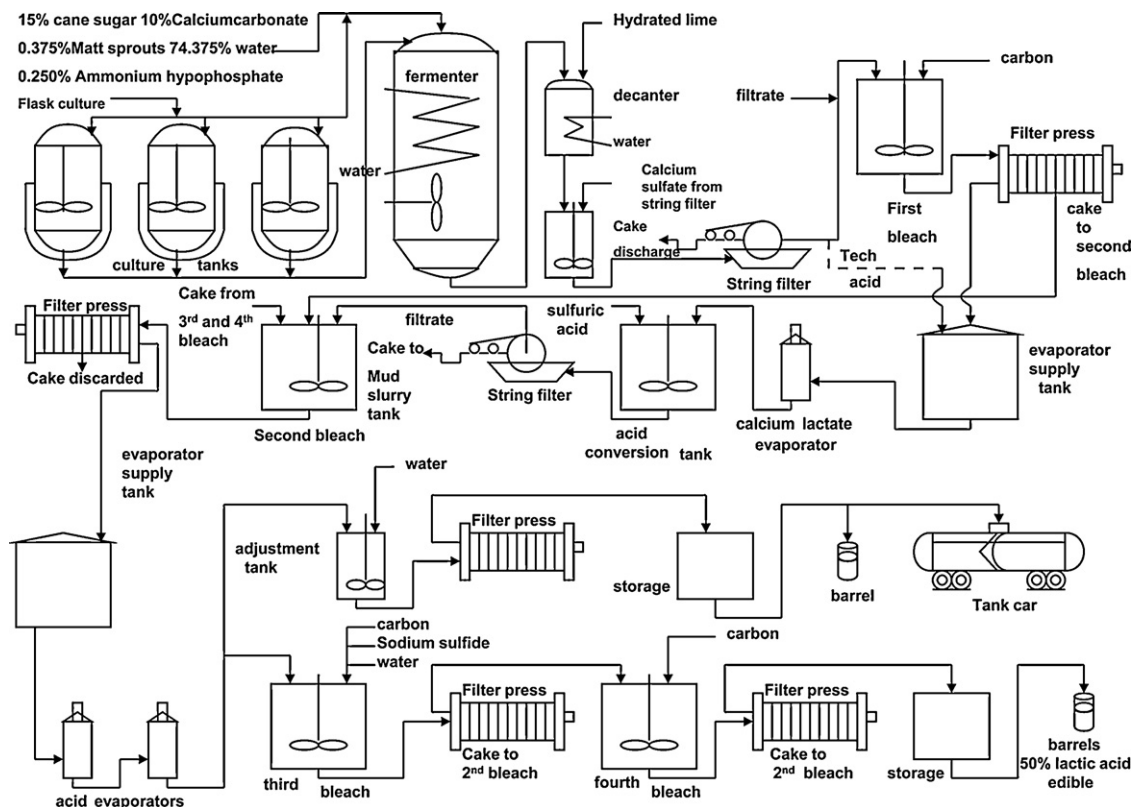 15% cane sugar 10%Calciumcarbonate
0.375%Matt sprouts 74.375% water
0.250% Ammonium hypophosphate
Flask culture
culture tanks
fermenter
water
Hydrated lime
decanter
water
Calcium
sulfate from
string filter
Cake
discharge
String filter
filtrate
carbon
First
bleach
Tech
acid
Filter press
cake
to
second
bleach
Filter press
Cake discarded
Cake from
3rd and 4th
bleach
Second bleach
filtrate
Cake to
Mud
slurry
tank
String filter
sulfuric
acid
acid
conversion tank
calcium lactate
evaporator
evaporator
supply
tank
evaporator
supply
tank
water
adjustment
tank
Filter press
storage
barrel
Tank car
acid evaporators
carbon
Sodium sulfide
water
third
bleach
Filter press
Cake to
2nd bleach
carbon
fourth
bleach
Filter press
Cake to
2nd bleach
storage
barrels
50% lactic acid
edible